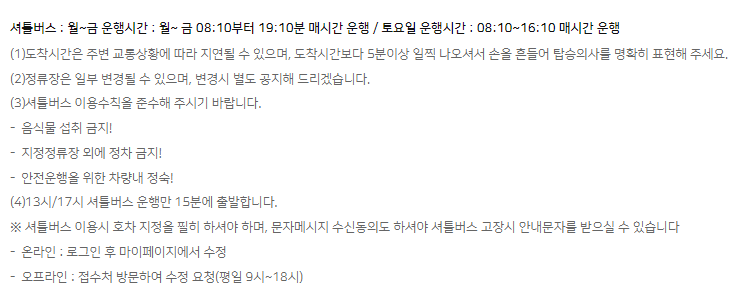 셔틀버스 : 월~금 운행시간 : 월~ 금 08:10부터 19:10분 매시간 운행 / 토요일 운행시간 : 08:10~16:10 매시간 운행
(1)도착시간은 주변 교통상황에 따라 지연될 수 있으며, 도착시간보다 5분이상 일찍 나오셔서 손을 흔들어 탑승의사를 명확히 표현해 주세요.
(2)정류장은 일부 변경될 수 있으며, 변경시 별도 공지해 드리겠습니다.
(3)셔틀버스 이용수칙을 준수해 주시기 바랍니다.
- 음식물 섭취 금지!
- 지정정류장 외에 정차 금지!
- 안전운행을 위한 차량내 정숙!
(4)13시/17시 셔틀버스 운행만 15분에 출발합니다.
※ 셔틀버스 이용시 호차 지정을 필히 하셔야 하며, 문자메시지 수신동의도 하셔야 셔틀버스 고장시 안내문자를 받으실 수 있습니다
- 온라인 : 로그인 후 마이페이지에서 수정
- 오프라인 : 접수처 방문하여 수정 요청(평일 9시~18시)